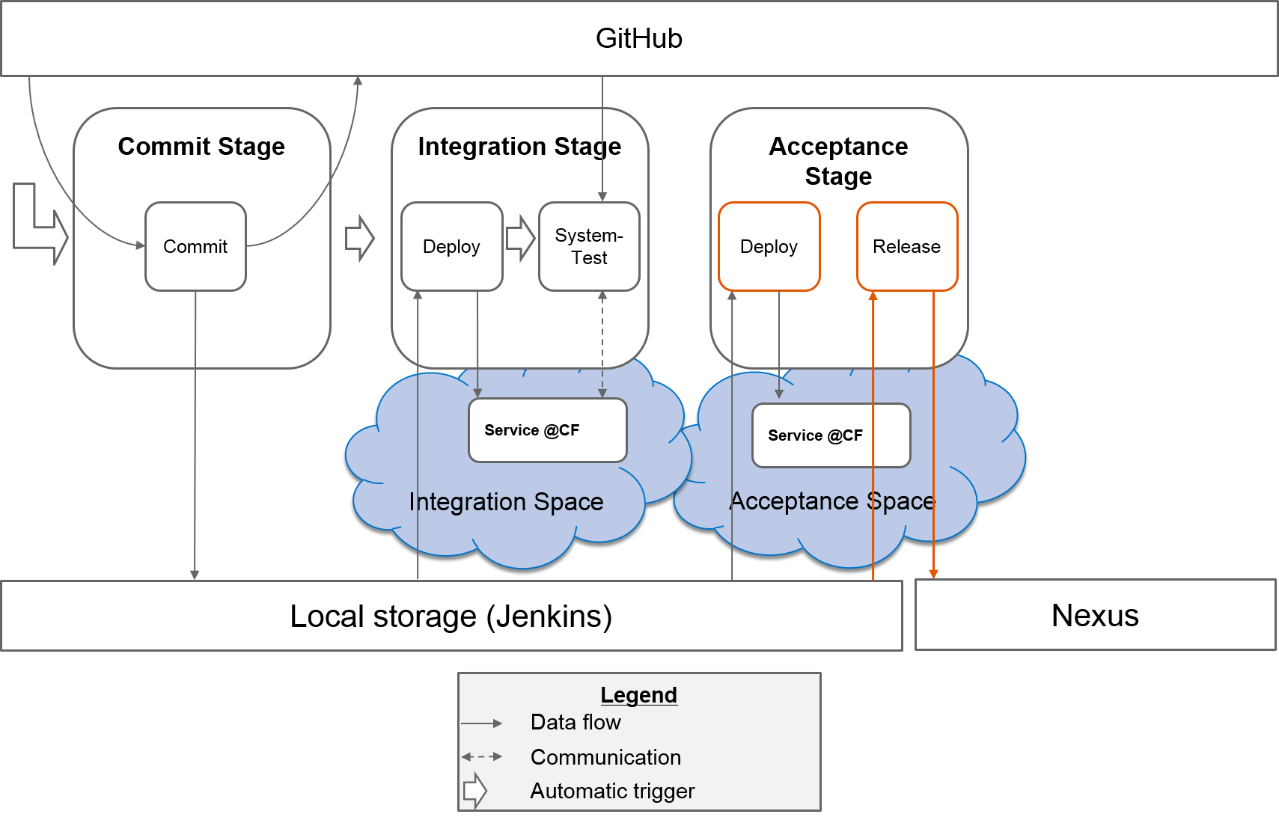 GitHub
Commit Stage
Commit
Integration Stage
Deploy
System-
Test
Acceptance
Stage
Deploy
Release
Service @CF
Integration Space
Service @CF
Acceptance Space
Local storage (Jenkins)
Nexus
Legend
Data flow
Communication
Automatic trigger